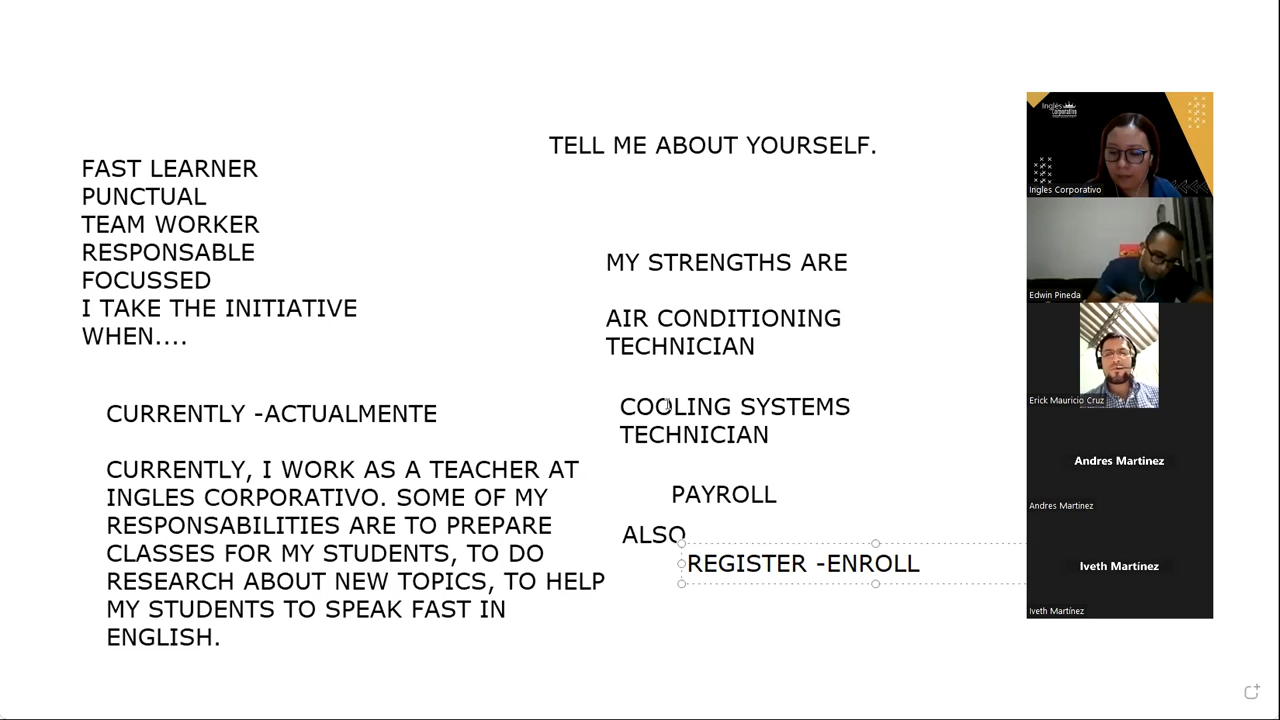 TELL ME ABOUT YOURSELF.
FAST LEARNER
PUNCTUAL
TEAM WORKER
RESPONSABLE
FOCUSSED
I TAKE THE INITIATIVE
WHEN....
MY STRENGTHS ARE
AIR CONDITIONING
TECHNICIAN
COOLING SYSTEMS
TECHNICIAN
PAYROLL
ALSO
REGISTER -ENROLL
CURRENTLY -ACTUALMENTE
CURRENTLY, I WORK AS A TEACHER AT
INGLES CORPORATIVO. SOME OF MY
RESPONSABILITIES ARE TO PREPARE
CLASSES FOR MY STUDENTS, TO DO
RESEARCH ABOUT NEW TOPICS, TO HELP
MY STUDENTS TO SPEAK FAST IN
ENGLISH.
Inglés
Corporativo
Ingles Corporativo
Edwin Pineda
Erick Mauricio Cruz
Andres Martinez
Andres Martinez
Iveth Martínez
Iveth Martínez